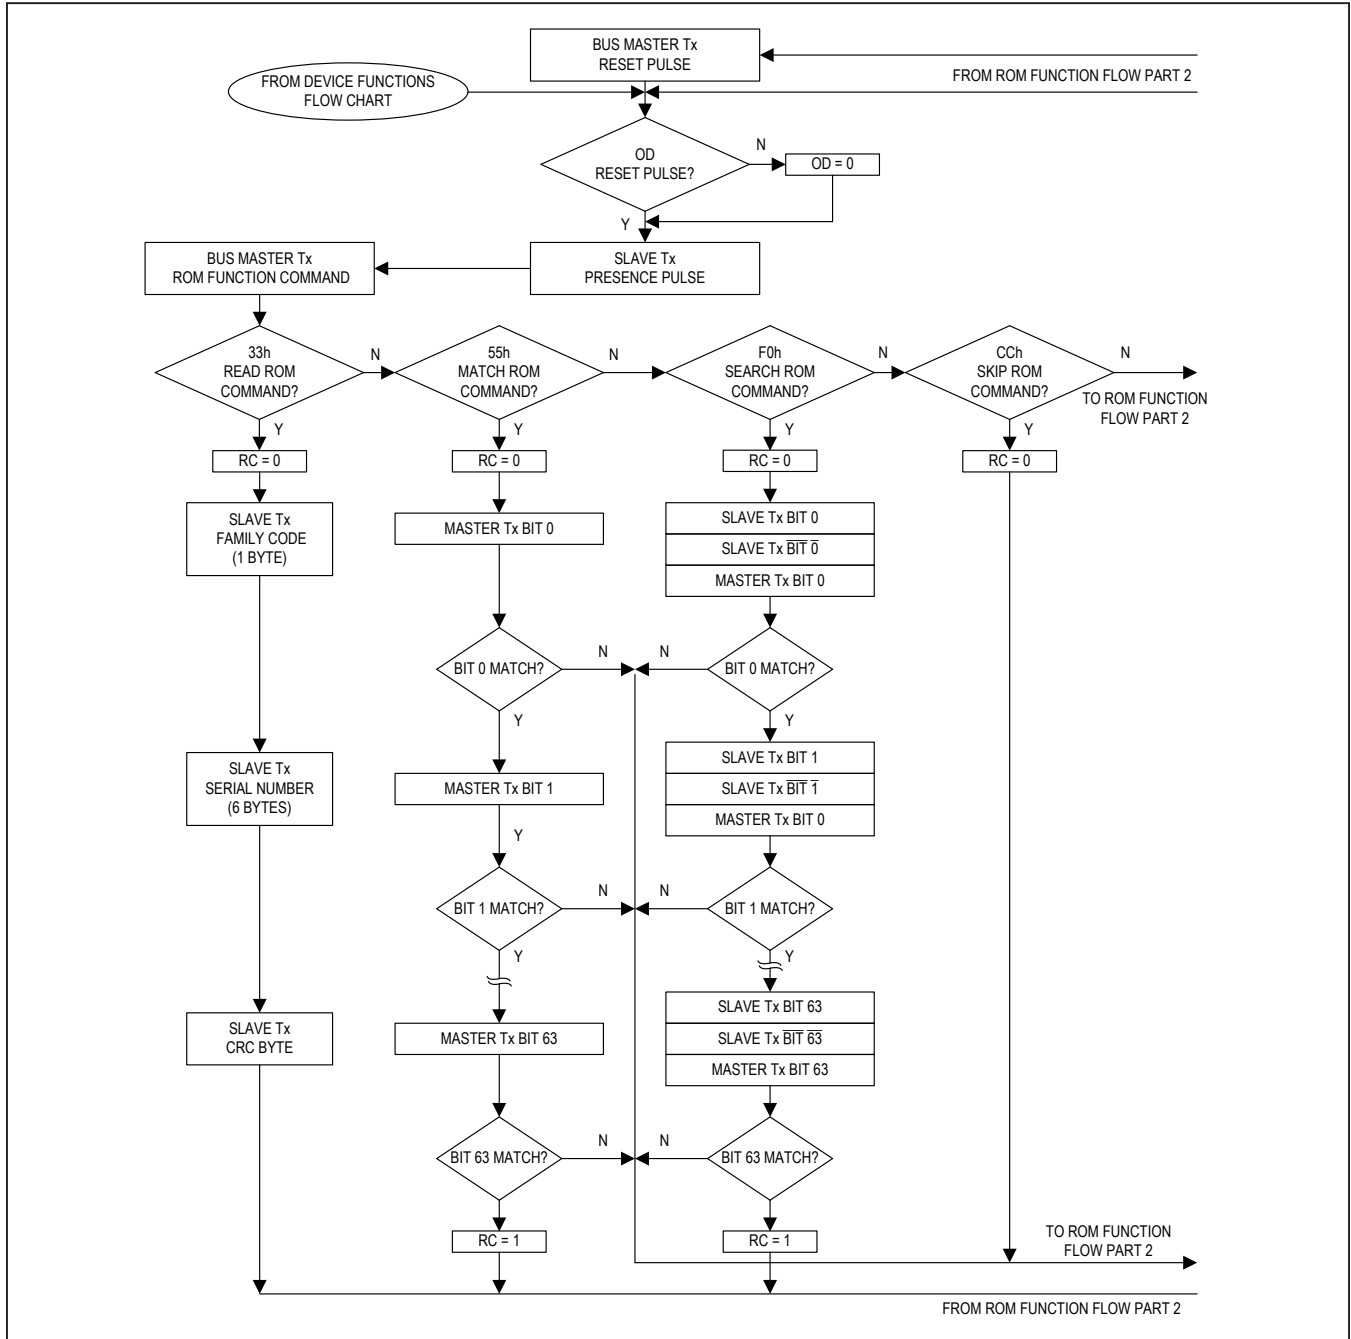 BUS MASTER Tx
RESET PULSE
FROM ROM FUNCTION FLOW PART 2
FROM DEVICE FUNCTIONS
FLOW CHART
OD
RESET PULSE?
N
OD = 0
Y
BUS MASTER Tx
ROM FUNCTION COMMAND
SLAVE Tx
PRESENCE PULSE
33h
READ ROM
COMMAND?
N
55h
MATCH ROM
COMMAND?
N
F0h
SEARCH ROM
COMMAND?
N
CCh
SKIP ROM
COMMAND?
N
TO ROM FUNCTION
FLOW PART 2
Y
Y
Y
Y
RC = 0
RC = 0
RC = 0
RC = 0
SLAVE Tx
FAMILY CODE
(1 BYTE)
MASTER Tx BIT 0
SLAVE Tx BIT 0
SLAVE Tx B̅I̅T̅ 0̅
MASTER Tx BIT 0
BIT 0 MATCH?
N
N
BIT 0 MATCH?
Y
Y
SLAVE Tx
SERIAL NUMBER
(6 BYTES)
MASTER Tx BIT 1
SLAVE Tx BIT 1
SLAVE Tx B̅I̅T̅ 1̅
MASTER Tx BIT 0
Y
BIT 1 MATCH?
N
N
BIT 1 MATCH?
Y
Y
SLAVE Tx
CRC BYTE
MASTER Tx BIT 63
SLAVE Tx BIT 63
SLAVE Tx B̅I̅T̅ 6̅3̅
MASTER Tx BIT 63
BIT 63 MATCH?
N
N
BIT 63 MATCH?
Y
Y
RC = 1
RC = 1
TO ROM FUNCTION
FLOW PART 2
FROM ROM FUNCTION FLOW PART 2